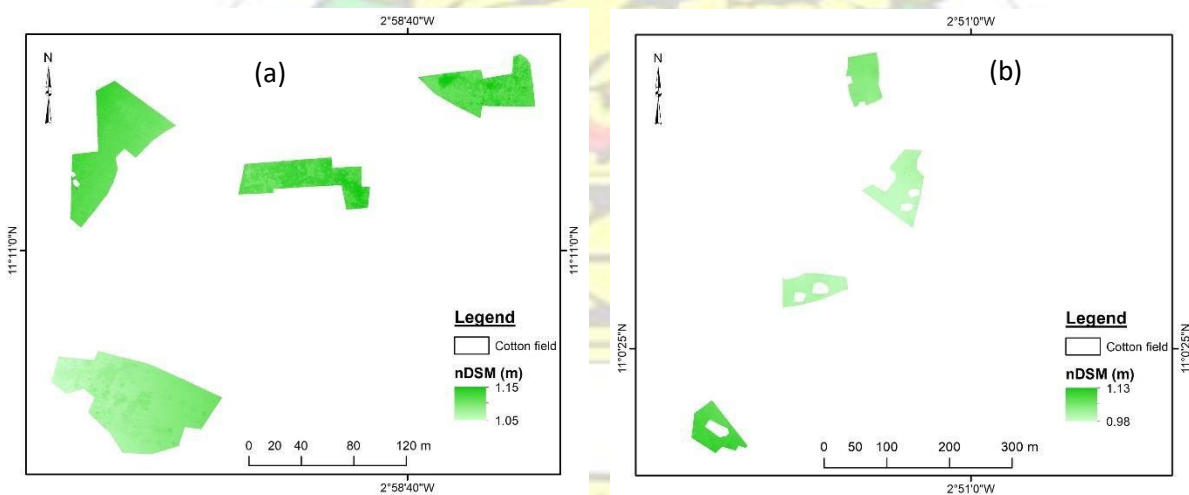 2°58'40"W
N
(a)
11°11'0"N
11°11'0"N
Legend
Cotton field
nDSM (m)
1.15
1.05
0 20 40 80 120 m
2°58'40"W
2°51'0"W
N
(b)
11°0'25"N
11°0'25"N
Legend
Cotton field
nDSM (m)
1.13
0.98
0 50 100 200 300 m
2°51'0"W